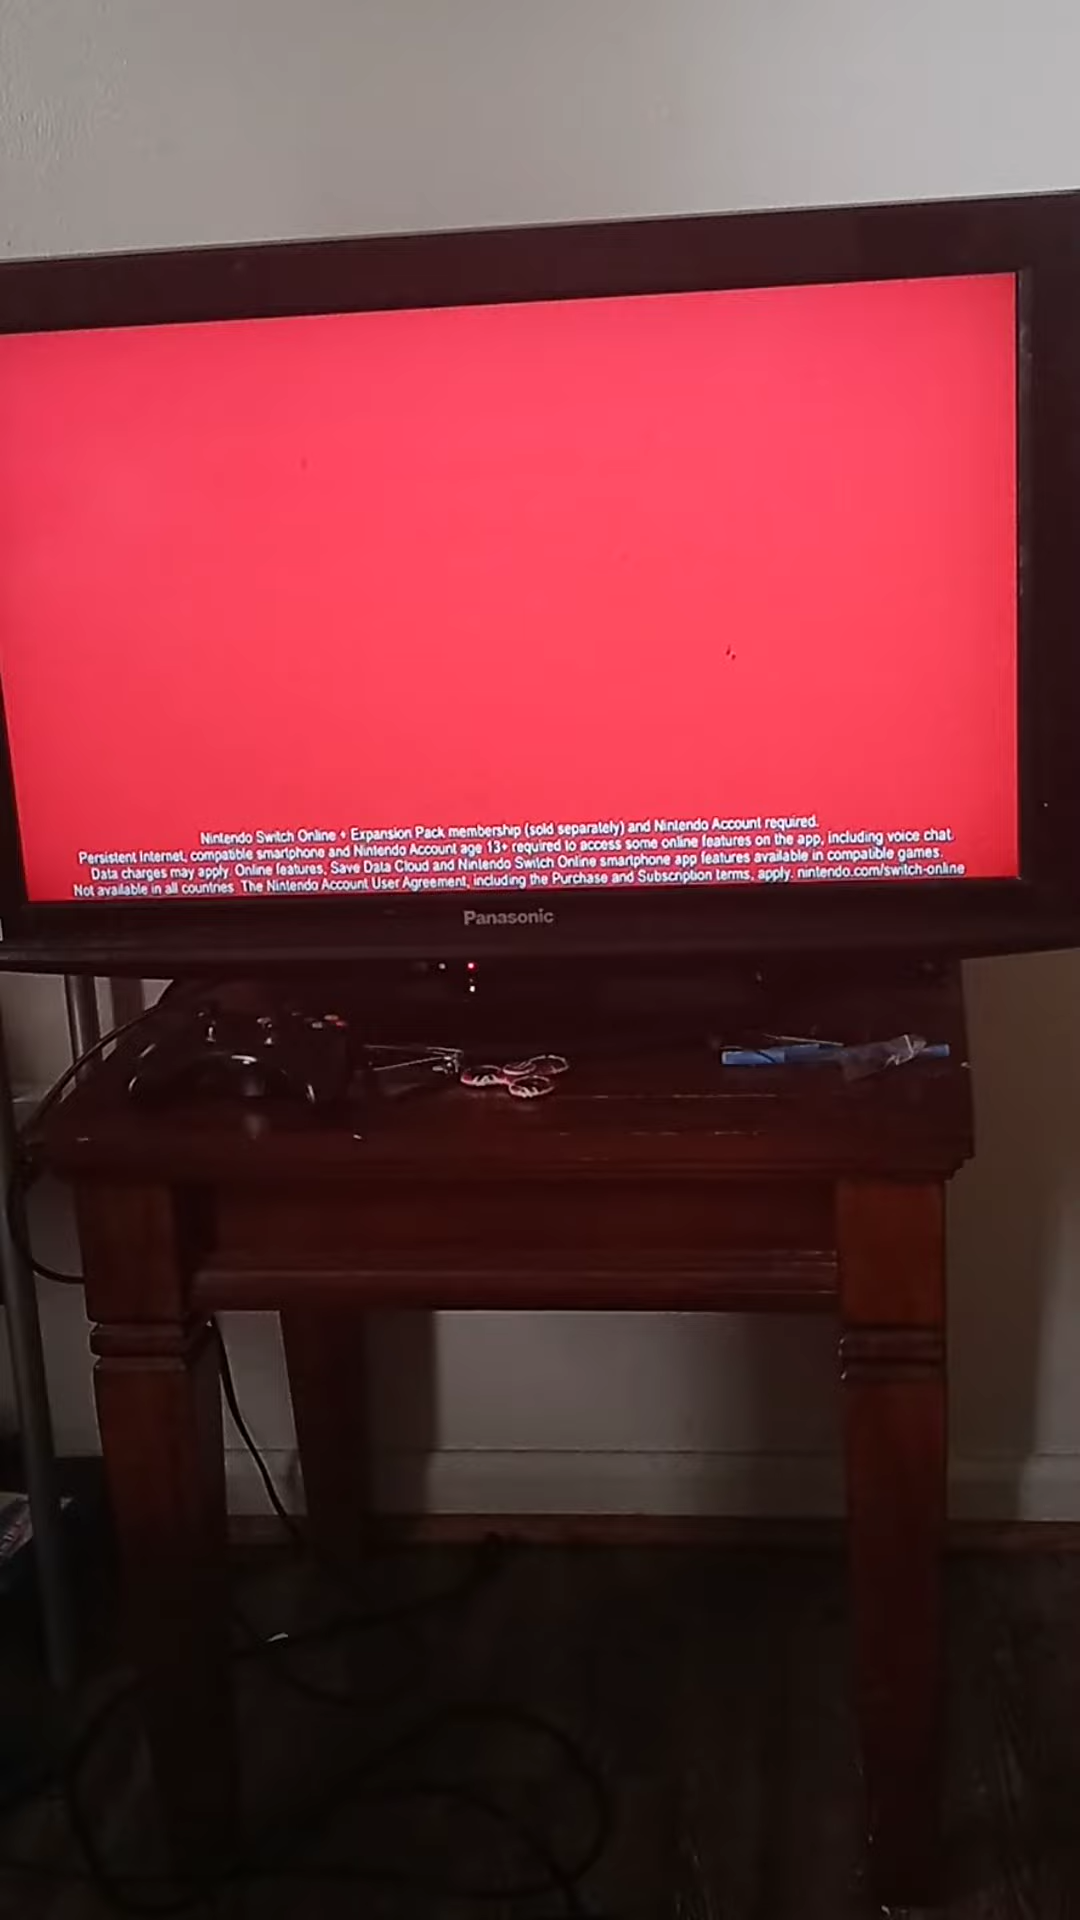 Nintendo Switch Online + Expansion Pack membership (sold separately) and Nintendo Account required.
Persistent Internet, compatible smartphone and Nintendo Account age 13+ required to access some online features on the app, including voice chat.
Data charges may apply. Online features, Save Data Cloud and Nintendo Switch Online smartphone app features available in compatible games.
Not available in all countries. The Nintendo Account User Agreement, including the Purchase and Subscription terms, apply. nintendo.com/switch-online
Panasonic